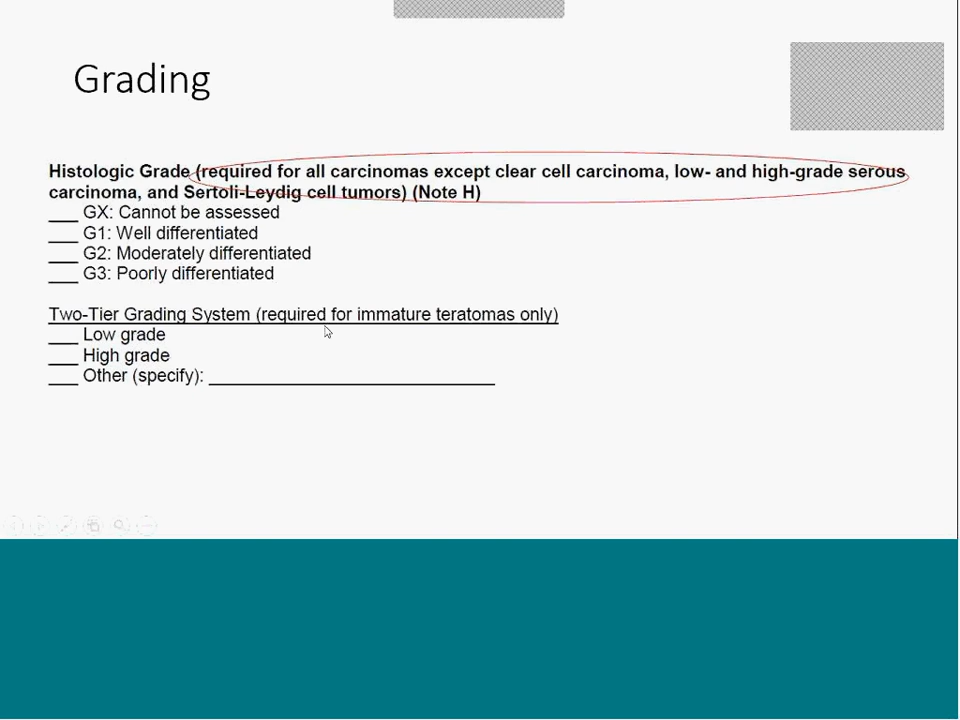 Grading
Histologic Grade (required for all carcinomas except clear cell carcinoma, low- and high-grade serous
carcinoma, and Sertoli-Leydig cell tumors) (Note H)
___ GX: Cannot be assessed
___ G1: Well differentiated
___ G2: Moderately differentiated
___ G3: Poorly differentiated
Two-Tier Grading System (required for immature teratomas only)
___ Low grade
___ High grade
___ Other (specify): ____________________________